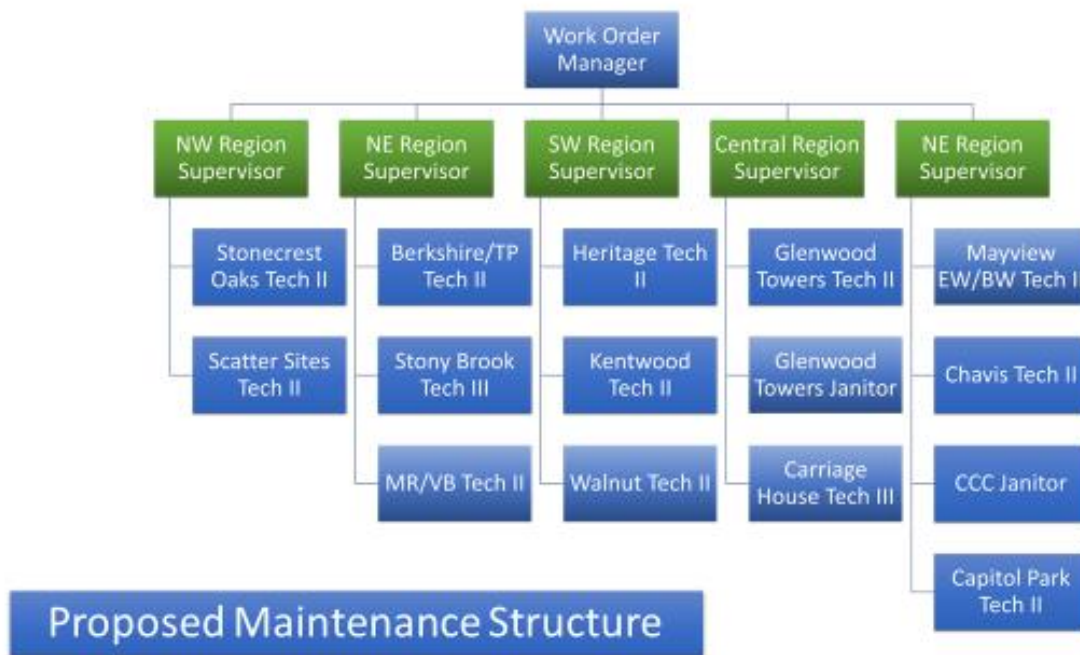 Work Order
Manager
NW Region
Supervisor
NE Region
Supervisor
SW Region
Supervisor
Central Region
Supervisor
NE Region
Supervisor
Stonecrest
Oaks Tech II
Berkshire/TP
Tech II
Heritage Tech
II
Glenwood
Towers Tech II
Mayview
EW/BW Tech I
Scatter Sites
Tech II
Stony Brook
Tech III
Kentwood
Tech II
Glenwood
Towers Janitor
Chavis Tech II
MR/VB Tech II
Walnut Tech II
Carriage
House Tech III
CCC Janitor
Capitol Park
Tech II
Proposed Maintenance Structure